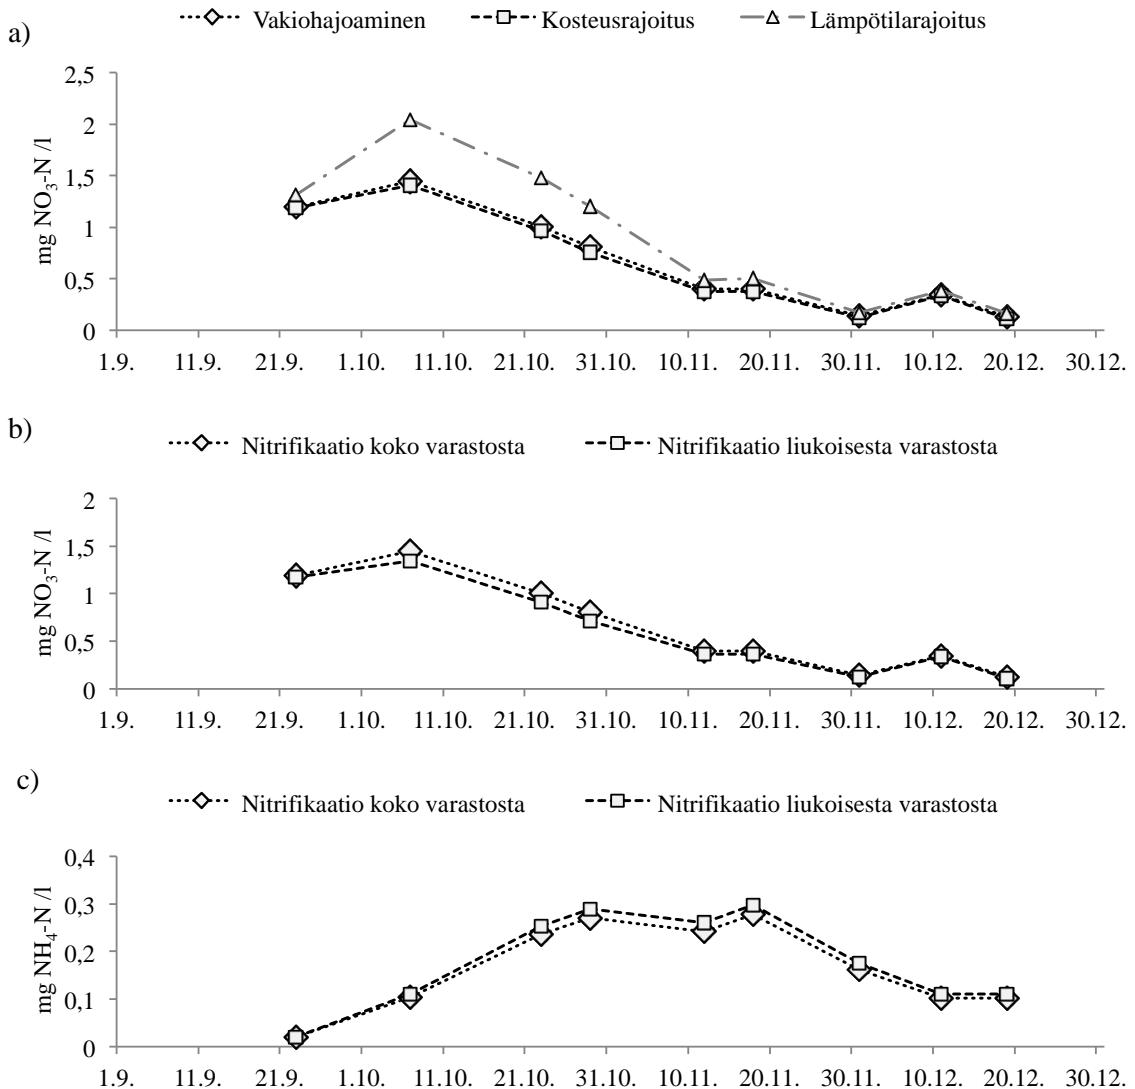 a)
Vakiohajoaminen Kosteusrajoitus Lämpötilarajoitus
mg NO3-N /l
2,5
2
1,5
1
0,5
0
1.9. 11.9. 21.9. 1.10. 11.10. 21.10. 31.10. 10.11. 20.11. 30.11. 10.12. 20.12. 30.12.
b)
Nitrifikaatio koko varastosta Nitrifikaatio liukoisesta varastosta
mg NO3-N /l
2
1,5
1
0,5
0
1.9. 11.9. 21.9. 1.10. 11.10. 21.10. 31.10. 10.11. 20.11. 30.11. 10.12. 20.12. 30.12.
c)
Nitrifikaatio koko varastosta Nitrifikaatio liukoisesta varastosta
mg NH4-N /l
0,4
0,3
0,2
0,1
0
1.9. 11.9. 21.9. 1.10. 11.10. 21.10. 31.10. 10.11. 20.11. 30.11. 10.12. 20.12. 30.12.